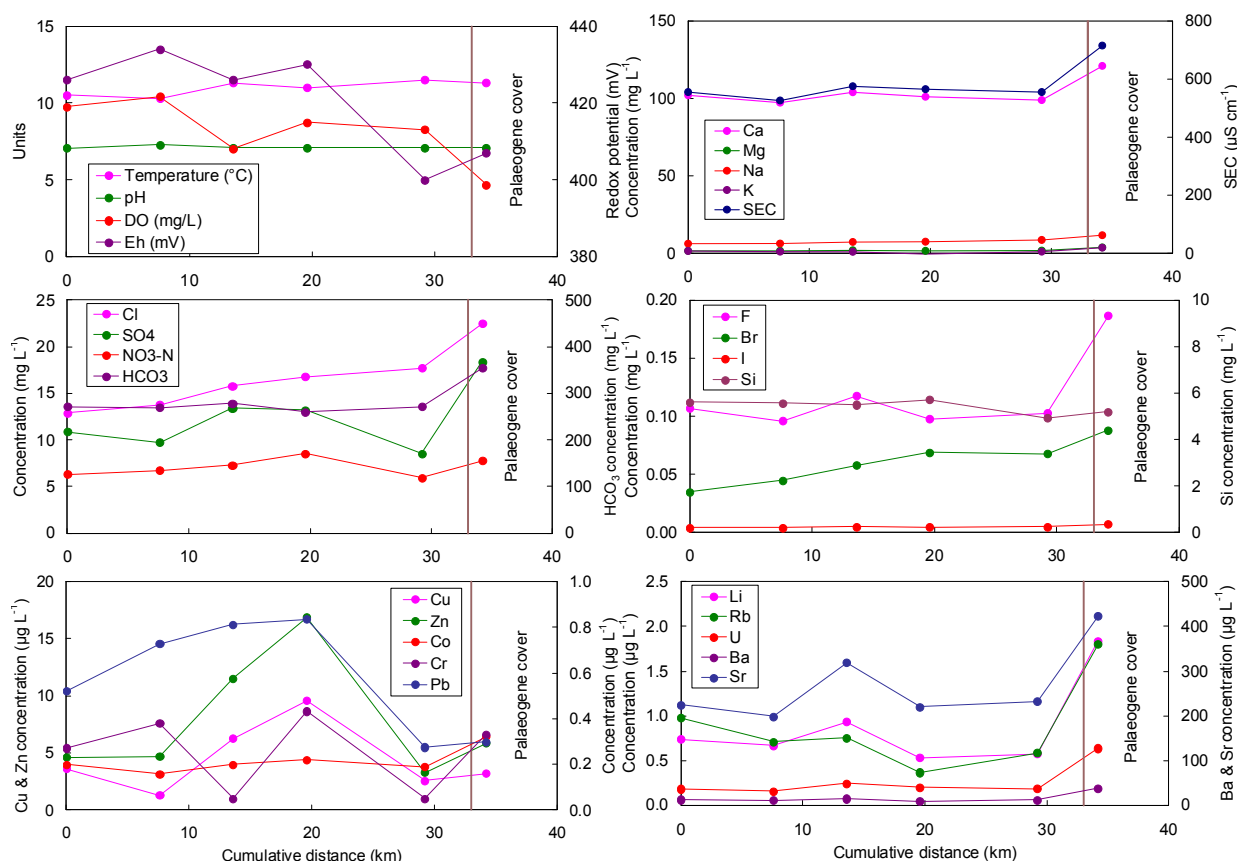 15
10
5
0
Units
440
420
400
380
Redox potential (mV)
Temperature (°C)
pH
DO (mg/L)
Eh (mV)
Palaeogene cover
0
10
20
30
40
150
100
50
0
Concentration (mg L⁻¹)
800
600
400
200
0
SEC (µS cm⁻¹)
Ca
Mg
Na
K
SEC
Palaeogene cover
0
10
20
30
40
25
20
15
10
5
0
Concentration (mg L⁻¹)
500
400
300
200
100
0
HCO₃ concentration (mg L⁻¹)
Cl
SO4
NO3-N
HCO3
Palaeogene cover
0
10
20
30
40
0.20
0.15
0.10
0.05
0.00
Concentration (mg L⁻¹)
10
8
6
4
2
0
Si concentration (mg L⁻¹)
F
Br
I
Si
Palaeogene cover
0
10
20
30
40
20
15
10
5
0
Cu & Zn concentration (µg L⁻¹)
1.0
0.8
0.6
0.4
0.2
0.0
Concentration (µg L⁻¹)
Cu
Zn
Co
Cr
Pb
Palaeogene cover
0
10
20
30
40
Cumulative distance (km)
2.5
2.0
1.5
1.0
0.5
0.0
Concentration (µg L⁻¹)
500
400
300
200
100
0
Ba & Sr concentration (µg L⁻¹)
Li
Rb
U
Ba
Sr
Palaeogene cover
0
10
20
30
40
Cumulative distance (km)